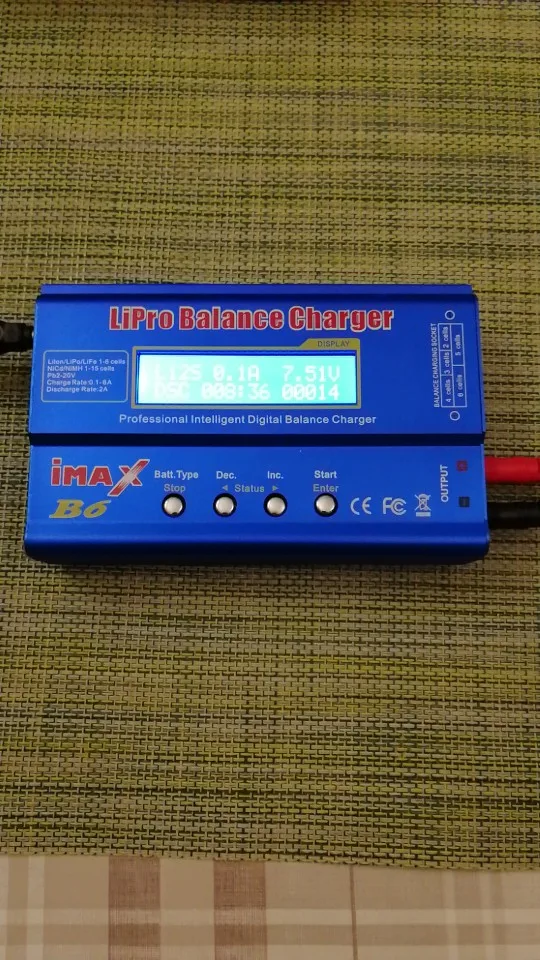 LiPro Balance Charger
DISPLAY
LiIon/LiPo/LiFe 1-6 cells
NiCd/NiMH 1-15 cells
Pb2-20V
Charge Rate:0.1-6A
Discharge Rate:2A
0.1A 7.51V
DSC 008:36 00014
Professional Intelligent Digital Balance Charger
BALANCE CHARGING SOCKET
4 cells 3 cells 2 cells
6 cells 5 cells
iMAX
B6
Batt.Type Dec. Inc. Start
Stop ◄ Status ► Enter
CE FC
OUTPUT